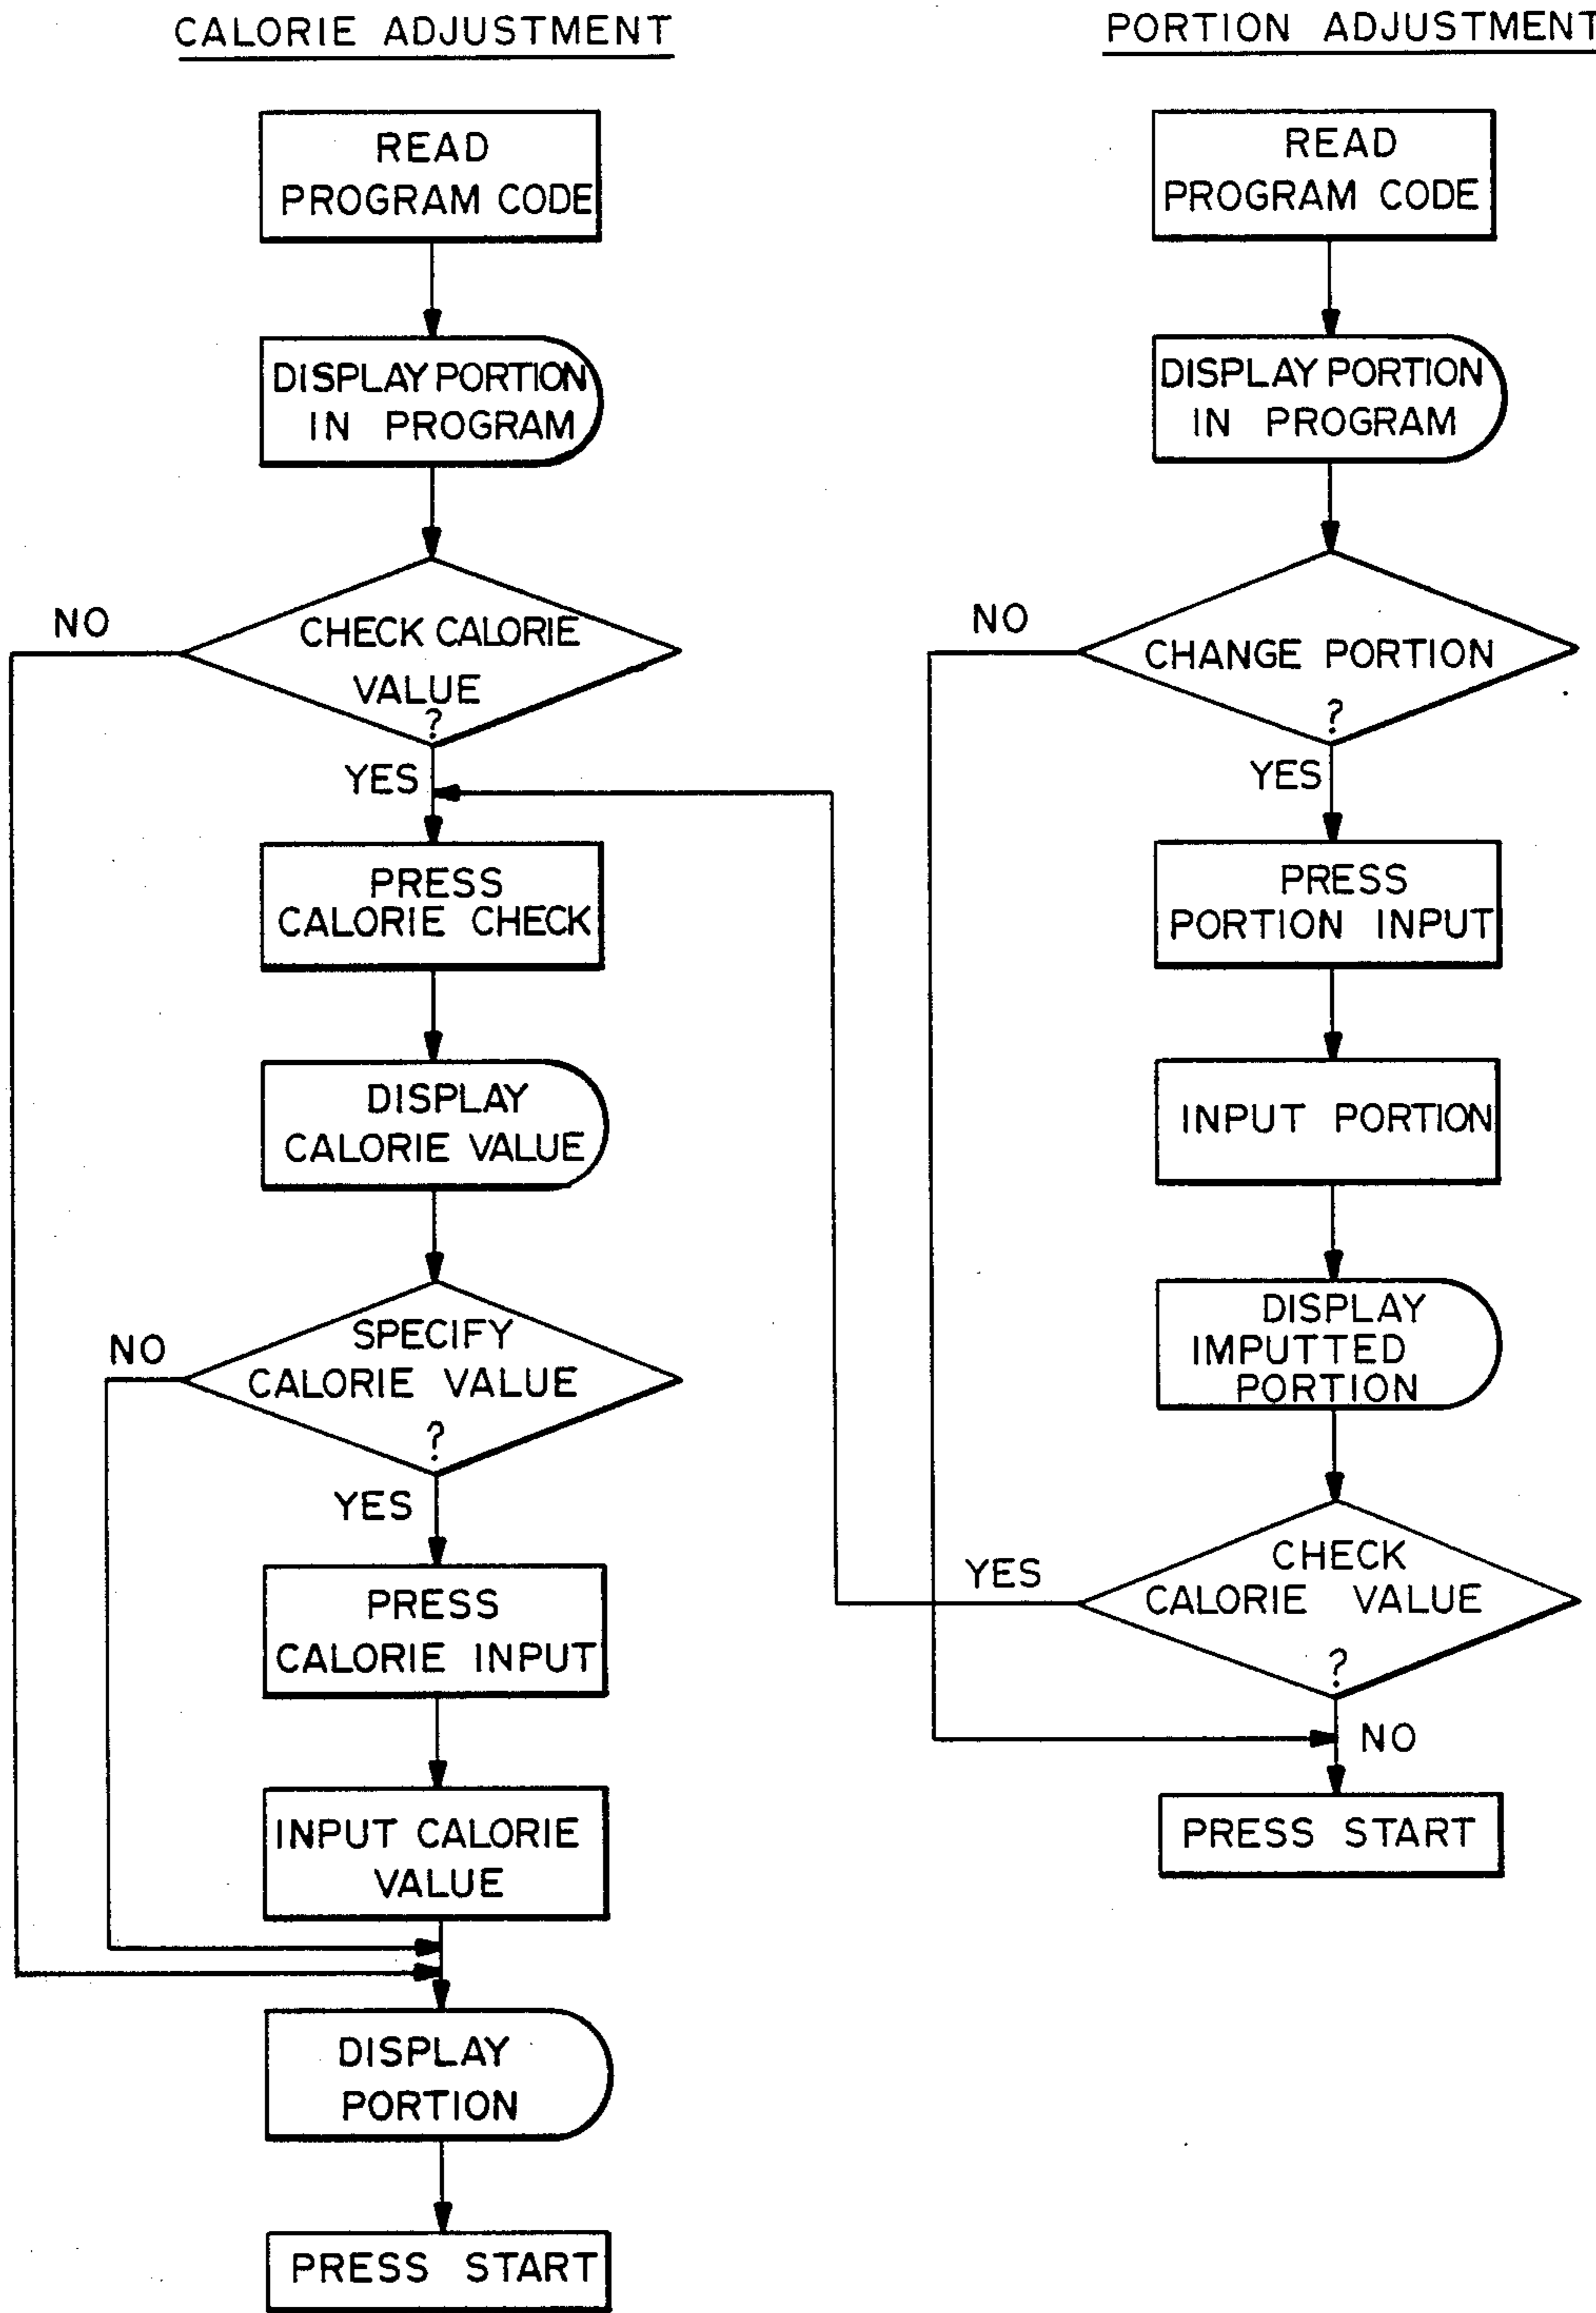 CALORIE ADJUSTMENT
READ
PROGRAM CODE
DISPLAY PORTION
IN PROGRAM
CHECK CALORIE
VALUE
?
NO
YES
PRESS
CALORIE CHECK
DISPLAY
CALORIE VALUE
SPECIFY
CALORIE VALUE
?
NO
YES
PRESS
CALORIE INPUT
INPUT CALORIE
VALUE
DISPLAY
PORTION
PRESS START
PORTION ADJUSTMENT
READ
PROGRAM CODE
DISPLAY PORTION
IN PROGRAM
CHANGE PORTION
?
NO
YES
PRESS
PORTION INPUT
INPUT PORTION
DISPLAY
IMPUTTED
PORTION
CHECK
CALORIE VALUE
?
YES
NO
PRESS START